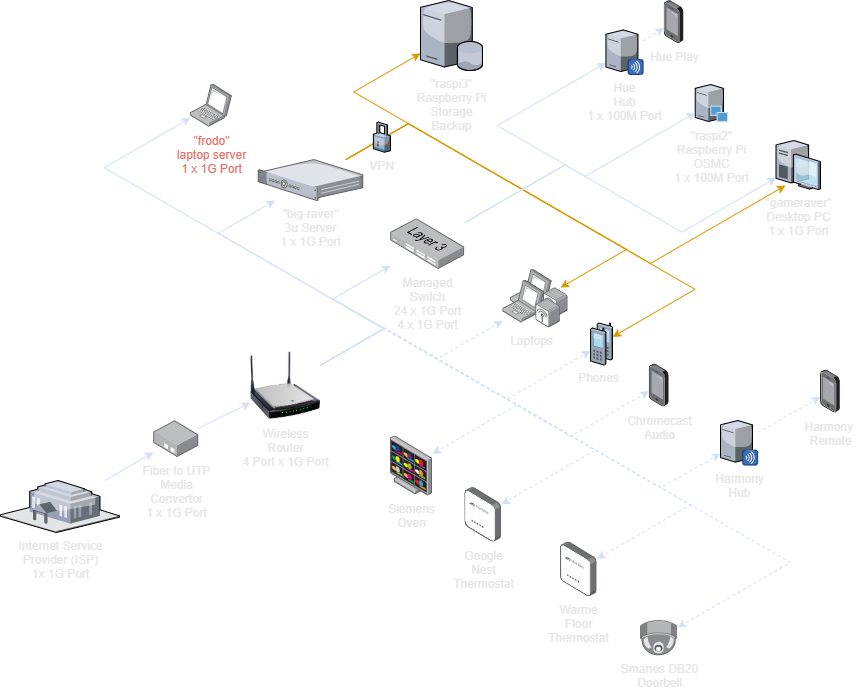 Hue Play
"raspi3"
Raspberry Pi
Storage
Backup
Hue
Hub
1 x 100M Port
"frodo"
laptop server
1 x 1G Port
VPN
"raspi2"
Raspberry Pi
OSMC
1 x 100M Port
"big-raver"
3u Server
1 x 1G Port
"gameraver"
Desktop PC
1 x 1G Port
Layer 3
Managed
Switch
24 x 1G Port
4 x 1G Port
Laptops
Phones
Wireless
Router
4 Port x 1G Port
Chromecast
Audio
Harmony
Remote
Fiber to UTP
Media
Convertor
1 x 1G Port
Harmony
Hub
Siemens
Oven
Internet Service
Provider (ISP)
1x 1G Port
Google
Nest
Thermostat
Warme
Floor
Thermostat
Smanos DB20
Doorbell